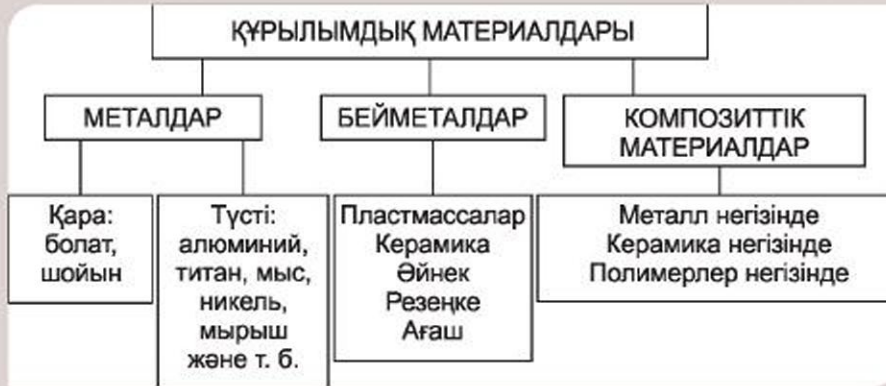 ҚҰРЫЛЫМДЫҚ МАТЕРИАЛДАРЫ
МЕТАЛДАР
БЕЙМЕТАЛДАР
КОМПОЗИТТІК
МАТЕРИАЛДАР
Қара:
болат,
шойын
Түсті:
алюминий,
титан, мыс,
никель,
мырыш
және т. б.
Пластмассалар
Керамика
Әйнек
Резеңке
Ағаш
Металл негізінде
Керамика негізінде
Полимерлер негізінде